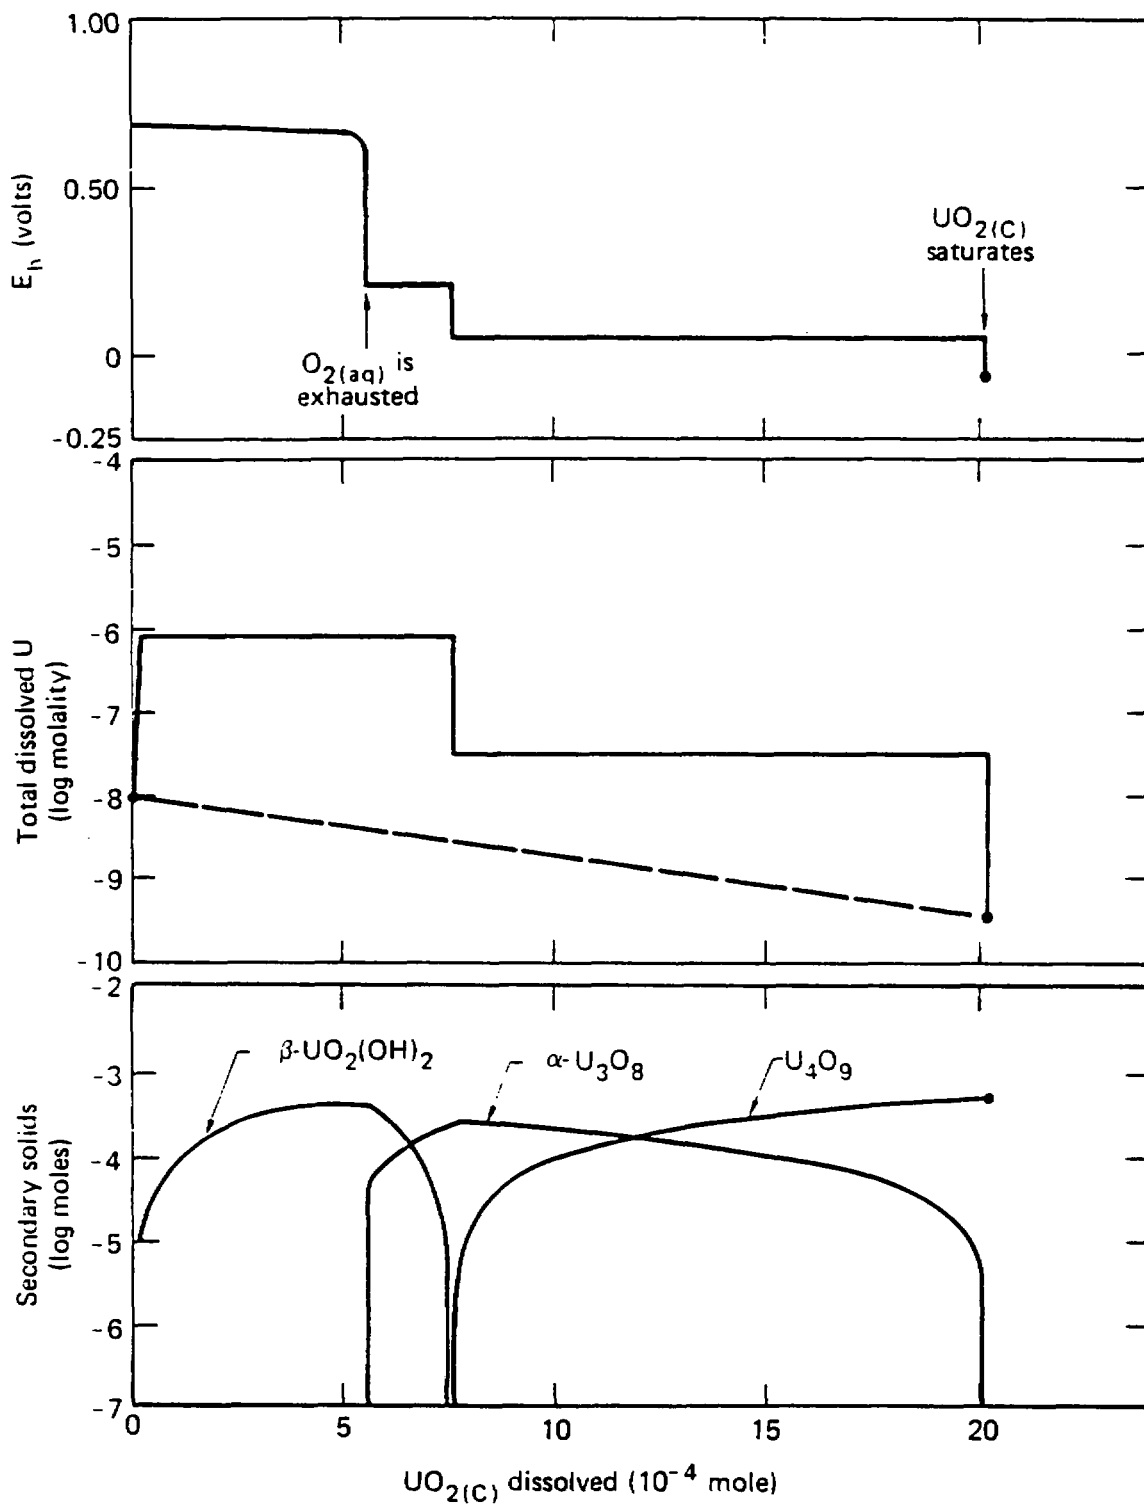 1.00
0.50
0
-0.25
E_h (volts)
UO2(C)
saturates
O2(aq) is
exhausted
-4
-5
-6
-7
-8
-9
-10
Total dissolved U
(log molality)
-2
-3
-4
-5
-6
-7
Secondary solids
(log moles)
β-UO2(OH)2
α-U3O8
U4O9
0 5 10 15 20
UO2(C) dissolved (10^-4 mole)